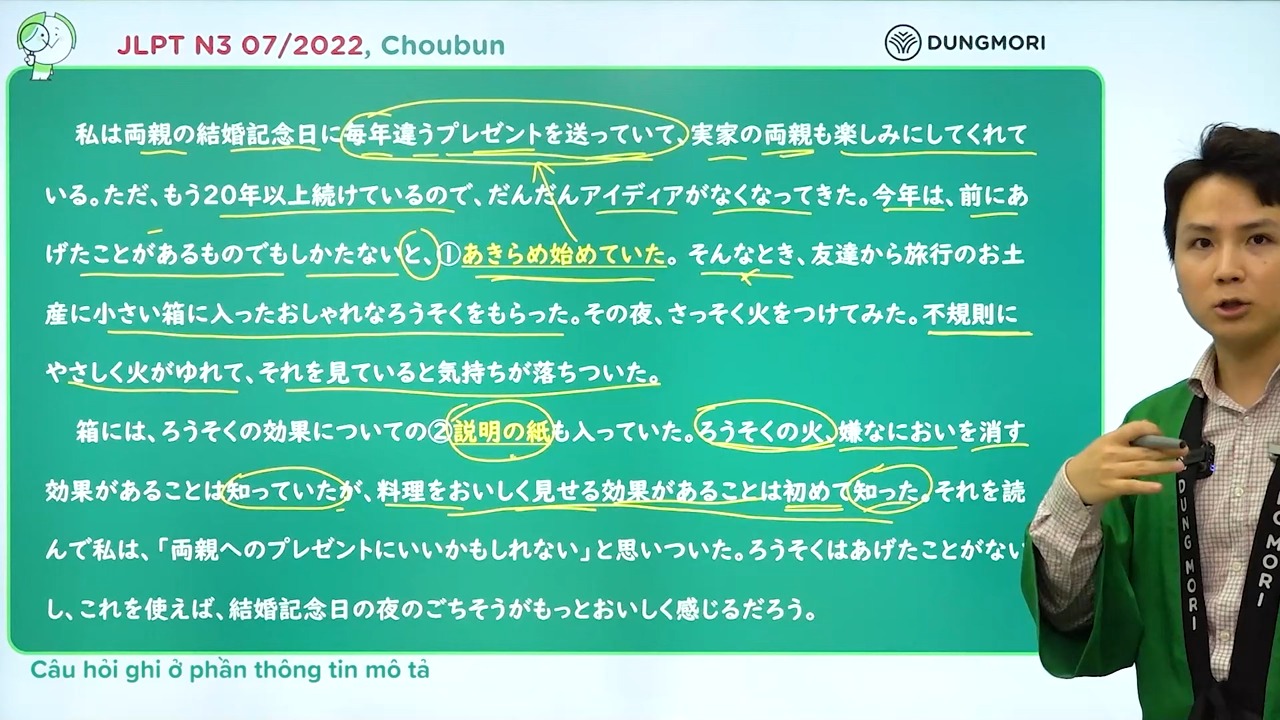 JLPT N3 07/2022, Choubun
DUNGMORI
私は両親の結婚記念日に毎年違うプレゼントを送っていて、実家の両親も楽しみにしてくれて
いる。ただ、もう20年以上続けているので、だんだんアイディアがなくなってきた。今年は、前にあ
げたことがあるものでもしかたないと、①あきらめ始めていた。そんなとき、友達から旅行のお土
産に小さい箱に入ったおしゃれなろうそくをもらった。その夜、さっそく火をつけてみた。不規則に
やさしく火がゆれて、それを見ていると気持ちが落ちついた。
箱には、ろうそくの効果についての②説明の紙も入っていた。ろうそくの火、嫌なにおいを消す
効果があることは知っていたが、料理をおいしく見せる効果があることは初めて知った。それを読
んで私は、「両親へのプレゼントにいいかもしれない」と思いついた。ろうそくはあげたことがない
し、これを使えば、結婚記念日の夜のごちそうがもっとおいしく感じるだろう。
Câu hỏi ghi ở phần thông tin mô tả
DUNG MORI
MORI